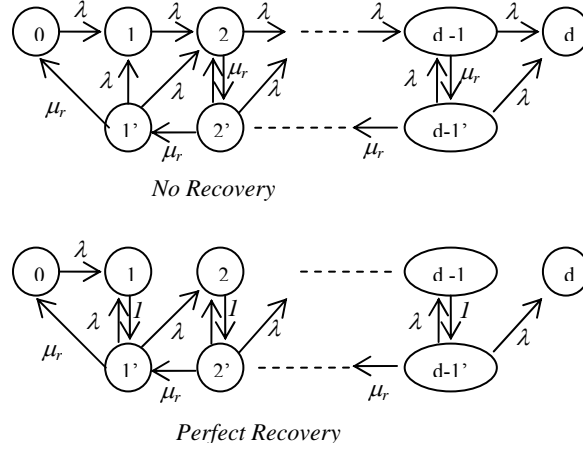 λ λ λ λ λ
0 1 2 d-1 d
μr λ λ μr λ λ μr λ
1' 2' d-1'
μr μr
No Recovery
λ
0 1 2 d-1 d
μr λ 1 λ 1 λ λ 1 λ
1' 2' d-1'
μr μr
Perfect Recovery